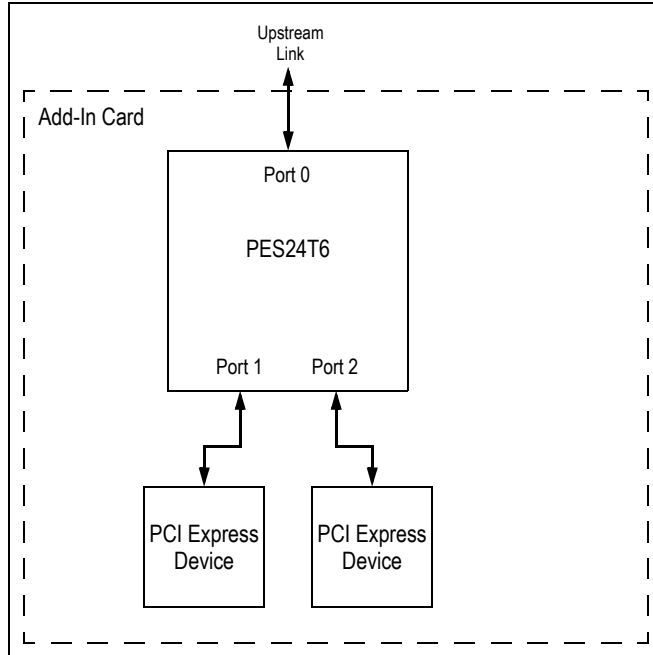 Upstream
Link
Add-In Card
Port 0
PES24T6
Port 1
Port 2
PCI Express
Device
PCI Express
Device